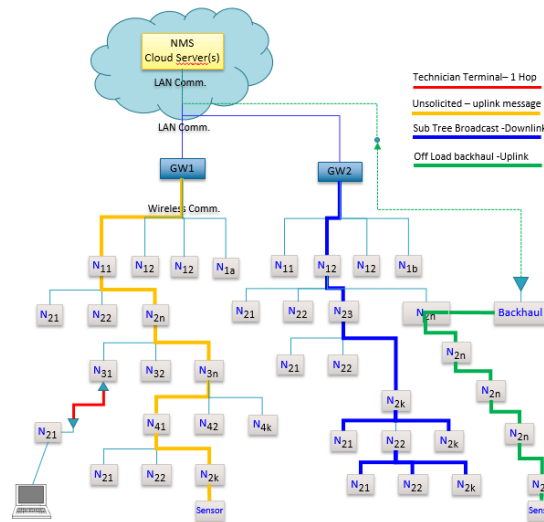 NMS
Cloud Server(s)
LAN Comm.
LAN Comm.
Technician Terminal– 1 Hop
Unsolicited – uplink message
Sub Tree Broadcast -Downlink
Off Load backhaul -Uplink
GW1
GW2
Wireless Comm.
N11 N12 N12 N1a
N11 N12 N12 N1b
N21 N22 N2n
N21 N22 N23 N2n Backhaul
N31 N32 N3n
N21 N22
N2n
N2n
N21
N41 N42 N4k
N2k
N2n
N21 N22 N2k
N21 N22 N2k
N21 N22 N2k
Sensor